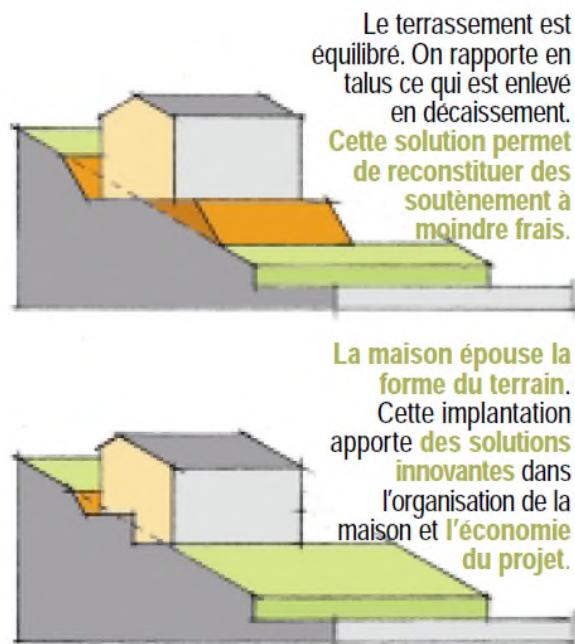 Le terrassement est
équilibré. On rapporte en
talus ce qui est enlevé
en décaissement.
Cette solution permet
de reconstituer des
soutènement à
moindre frais.
La maison épouse la
forme du terrain.
Cette implantation
apporte des solutions
innovantes dans
l'organisation de la
maison et l'économie
du projet.